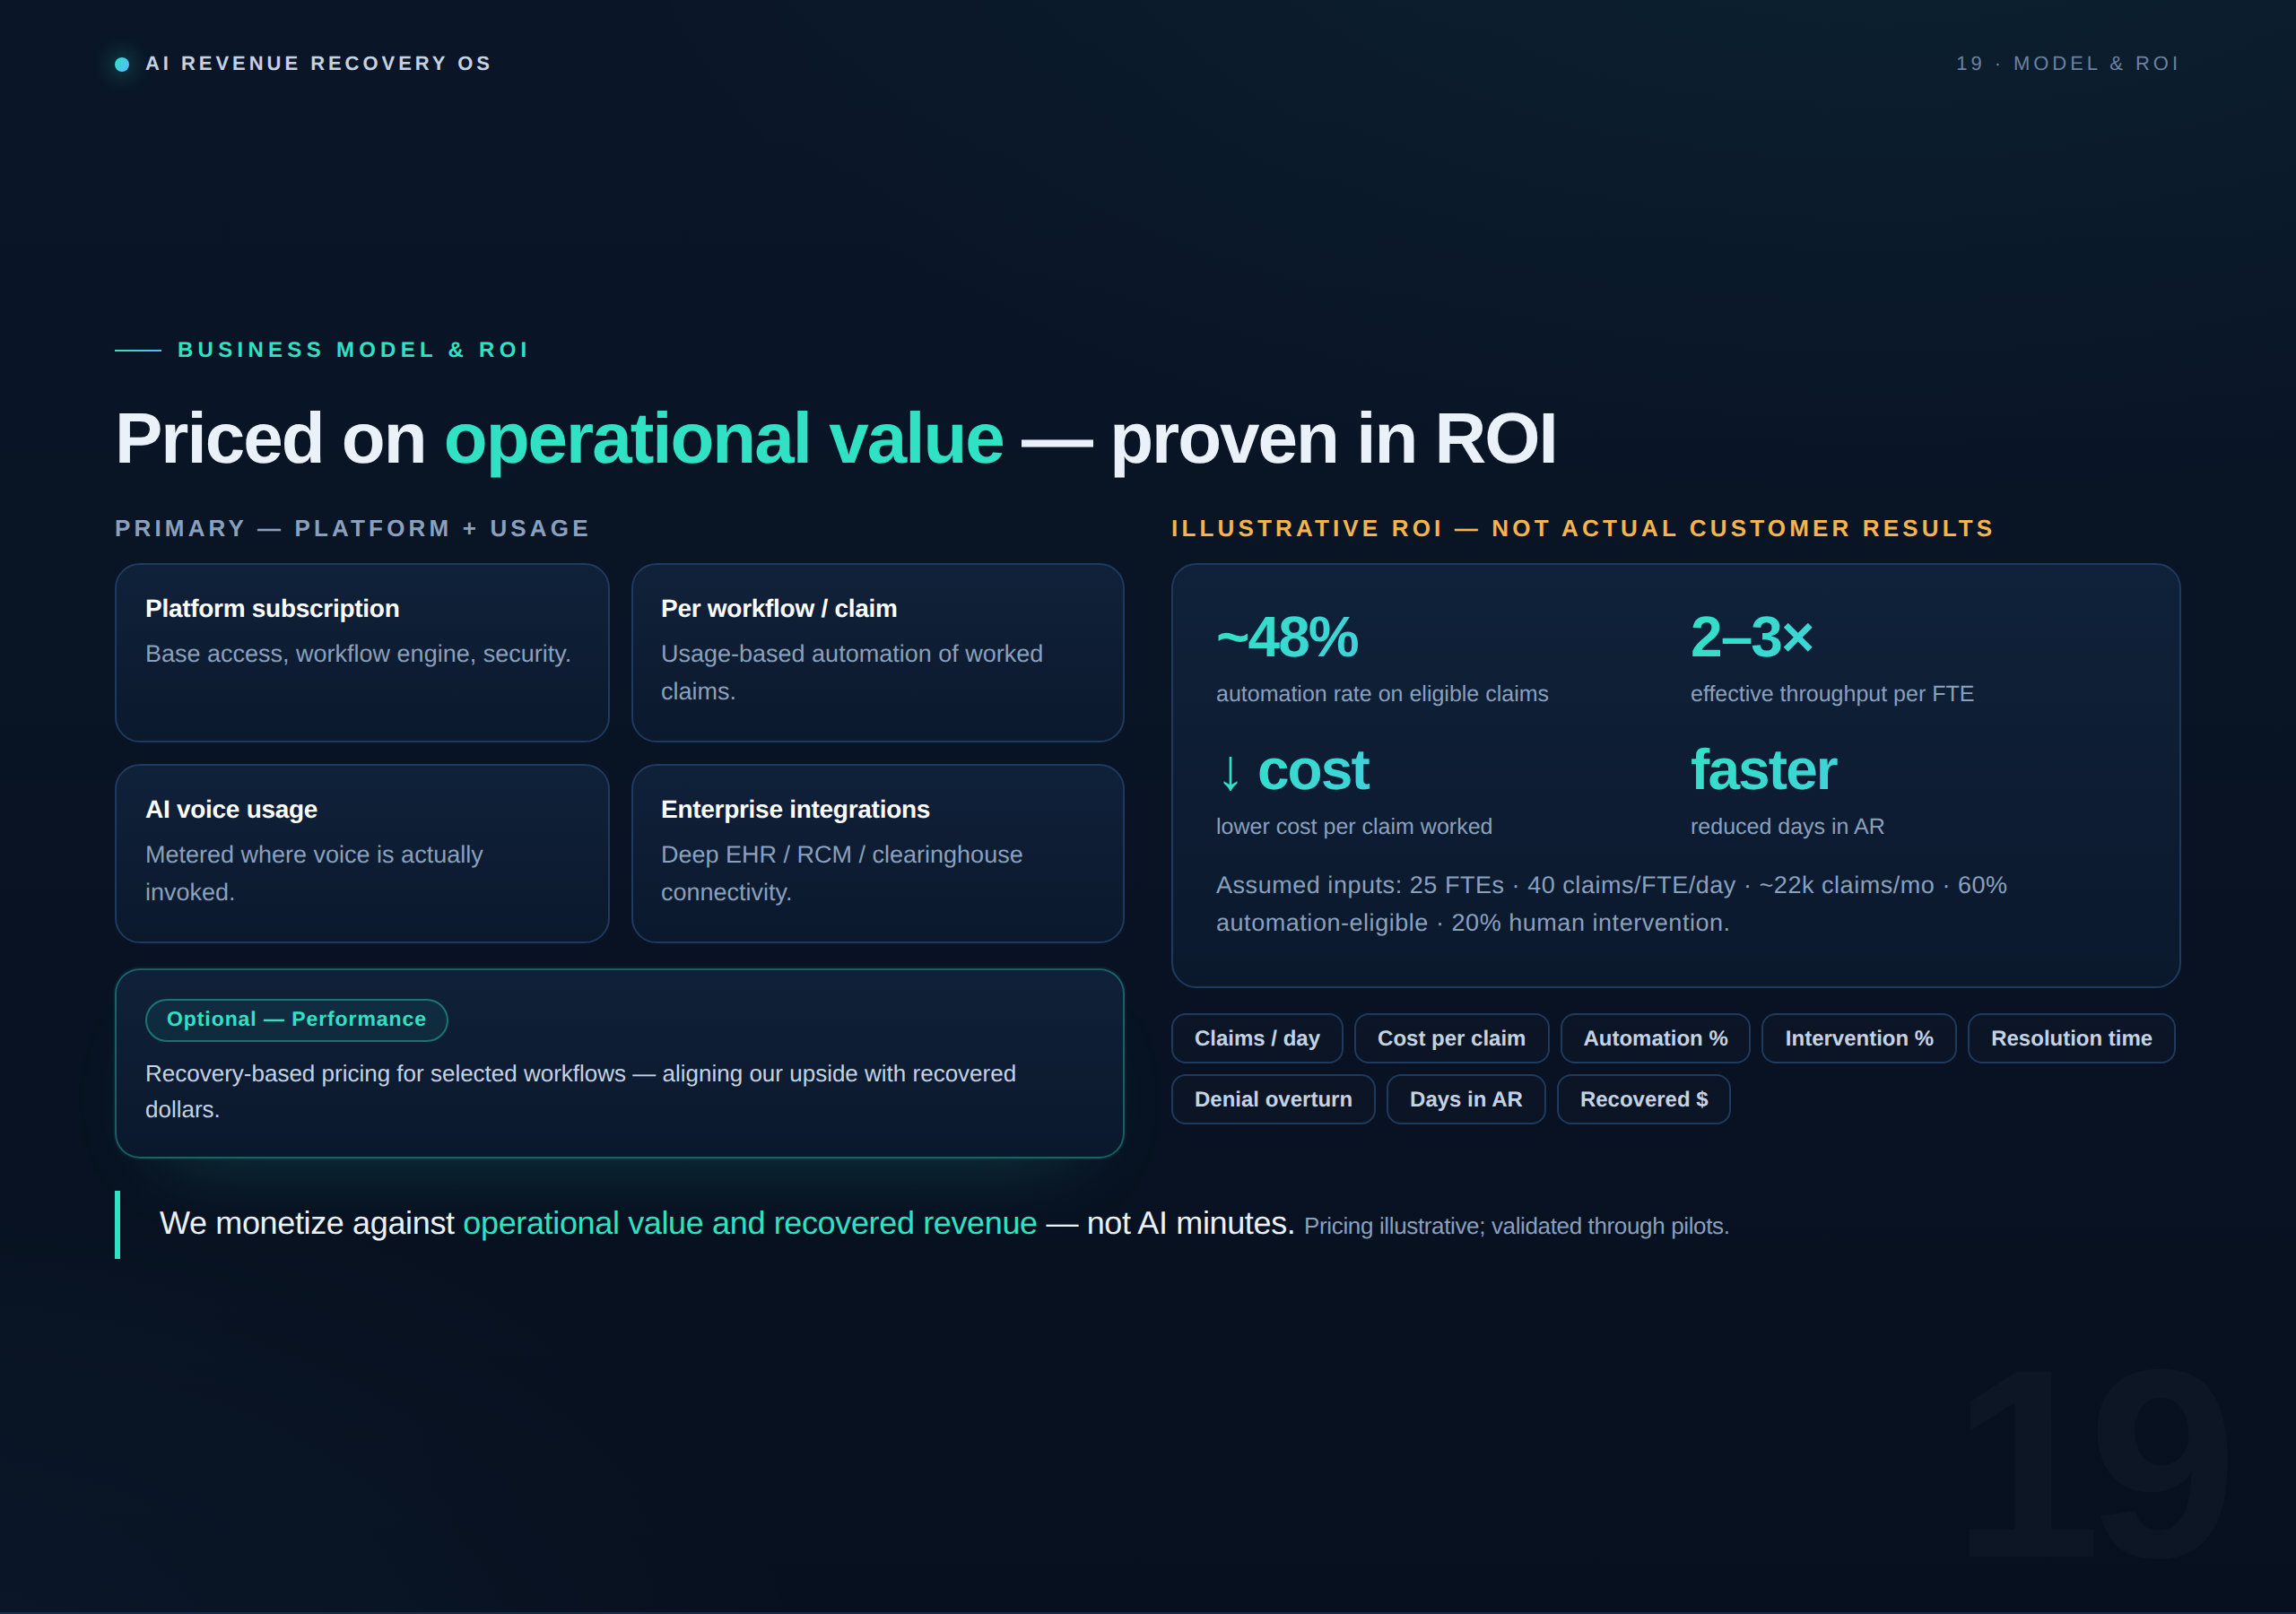 AI REVENUE RECOVERY OS
19 · MODEL & ROI
BUSINESS MODEL & ROI
Priced on operational value — proven in ROI
PRIMARY — PLATFORM + USAGE
Platform subscription
Base access, workflow engine, security.
Per workflow / claim
Usage-based automation of worked
claims.
AI voice usage
Metered where voice is actually
invoked.
Enterprise integrations
Deep EHR / RCM / clearinghouse
connectivity.
Optional — Performance
Recovery-based pricing for selected workflows — aligning our upside with recovered
dollars.
ILLUSTRATIVE ROI — NOT ACTUAL CUSTOMER RESULTS
~48%
automation rate on eligible claims
2–3×
effective throughput per FTE
↓ cost
lower cost per claim worked
faster
reduced days in AR
Assumed inputs: 25 FTEs · 40 claims/FTE/day · ~22k claims/mo · 60%
automation-eligible · 20% human intervention.
Claims / day
Cost per claim
Automation %
Intervention %
Resolution time
Denial overturn
Days in AR
Recovered $
We monetize against operational value and recovered revenue — not AI minutes. Pricing illustrative; validated through pilots.
19